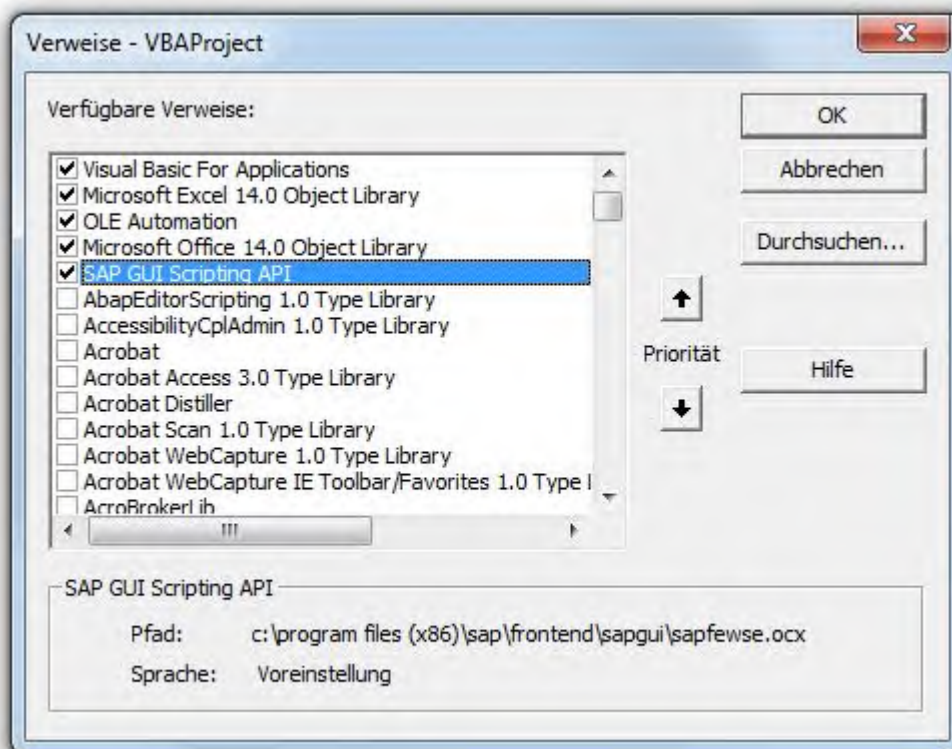 Verweise - VBAProject
Verfügbare Verweise:
Visual Basic For Applications
Microsoft Excel 14.0 Object Library
OLE Automation
Microsoft Office 14.0 Object Library
SAP GUI Scripting API
AbapEditorScripting 1.0 Type Library
AccessibilityCplAdmin 1.0 Type Library
Acrobat
Acrobat Access 3.0 Type Library
Acrobat Distiller
Acrobat Scan 1.0 Type Library
Acrobat WebCapture 1.0 Type Library
Acrobat WebCapture IE Toolbar/Favorites 1.0 Type
AcroBrokerLib
OK
Abbrechen
Durchsuchen...
Priorität
Hilfe
SAP GUI Scripting API
Pfad: c:\program files (x86)\sap\frontend\sapgui\sapfewse.ocx
Sprache: Voreinstellung